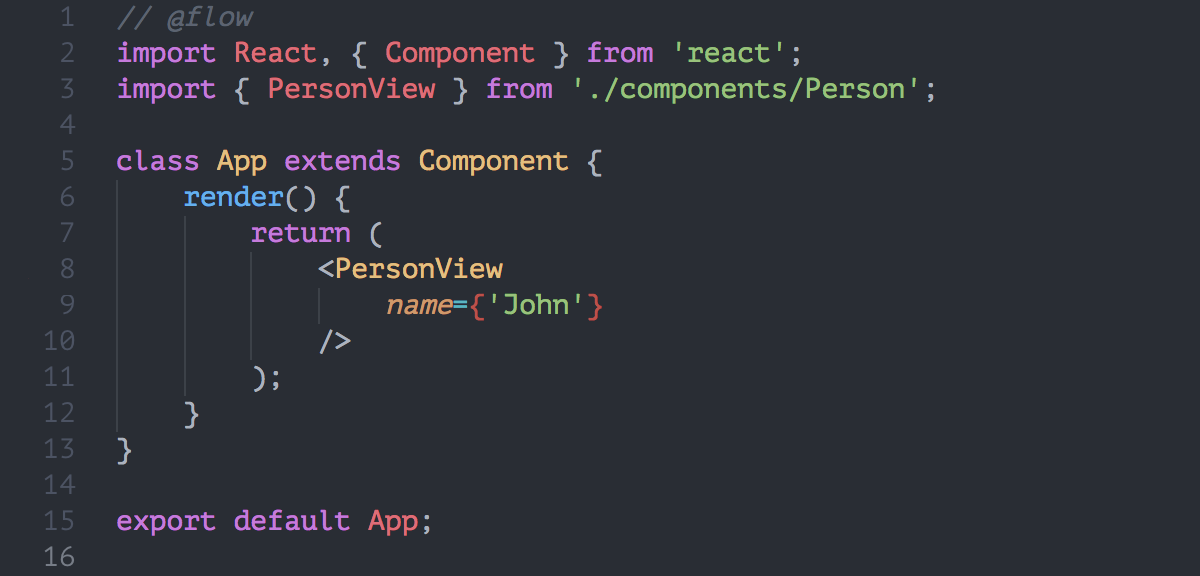 1 // @flow
2 import React, { Component } from 'react';
3 import { PersonView } from './components/Person';
4
5 class App extends Component {
6     render() {
7         return (
8             <PersonView
9                 name={'John'}
10             />
11         );
12     }
13 }
14
15 export default App;
16